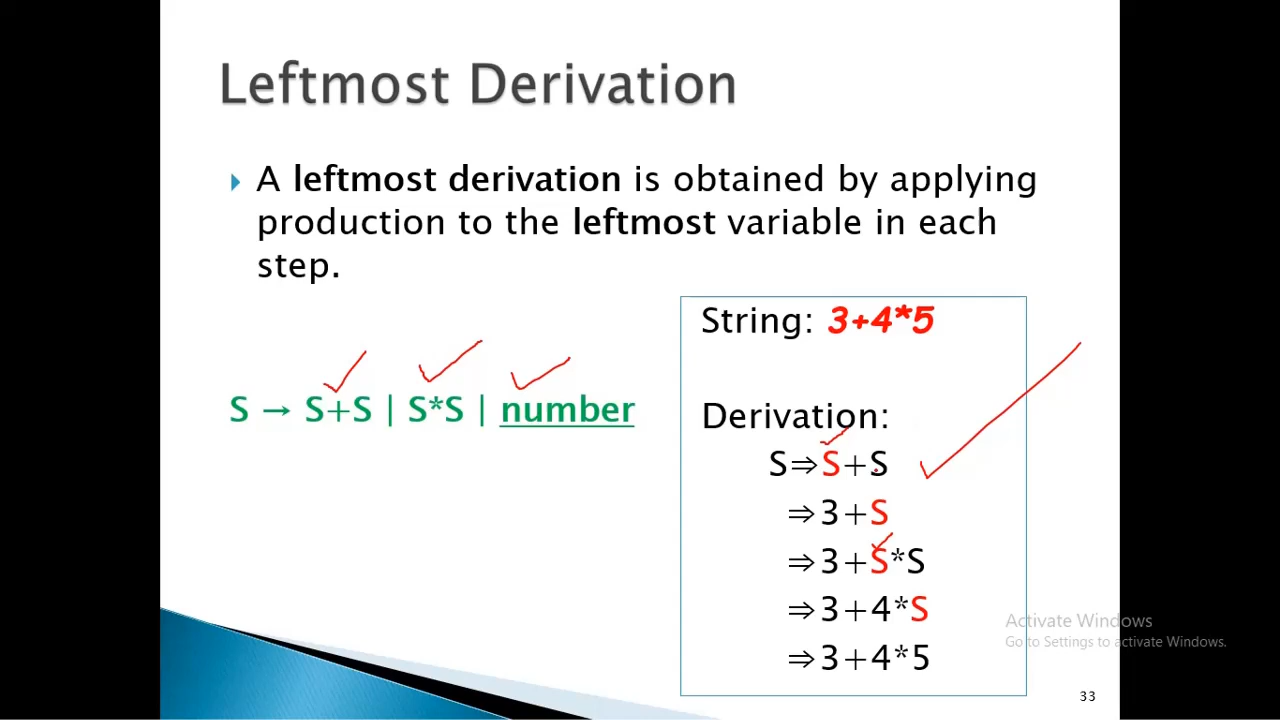 Leftmost Derivation
A leftmost derivation is obtained by applying
production to the leftmost variable in each
step.
S → S+S | S*S | number
String: 3+4*5
Derivation:
S⇒S+S
⇒3+S
⇒3+S*S
⇒3+4*S
⇒3+4*5
Activate Windows
Go to Settings to activate Windows.
33